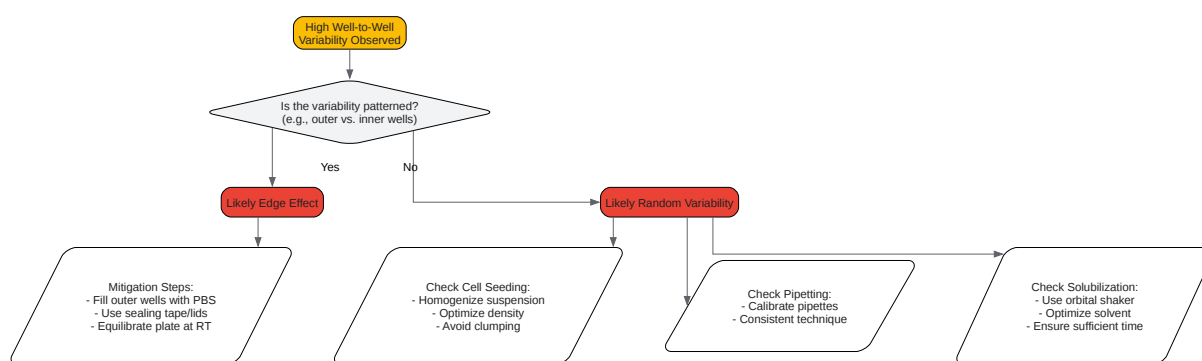 High Well-to-Well
Variability Observed
Is the variability patterned?
(e.g., outer vs. inner wells)
Yes
No
Likely Edge Effect
Likely Random Variability
Mitigation Steps:
- Fill outer wells with PBS
- Use sealing tape/lids
- Equilibrate plate at RT
Check Cell Seeding:
- Homogenize suspension
- Optimize density
- Avoid clumping
Check Pipetting:
- Calibrate pipettes
- Consistent technique
Check Solubilization:
- Use orbital shaker
- Optimize solvent
- Ensure sufficient time